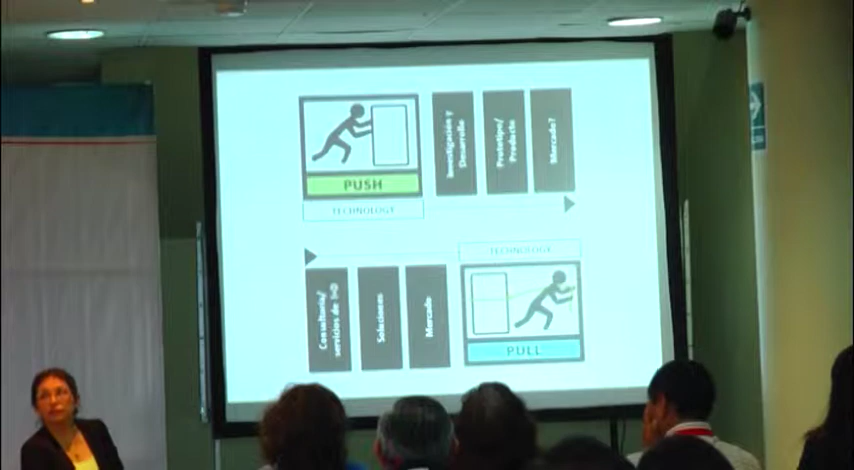 Investigación y
Desarrollo
Prototipo/
Producto
Mercado?
PUSH
TECHNOLOGY
TECHNOLOGY
Consultoría/
servicios de I+D
Soluciones
Mercado
PULL